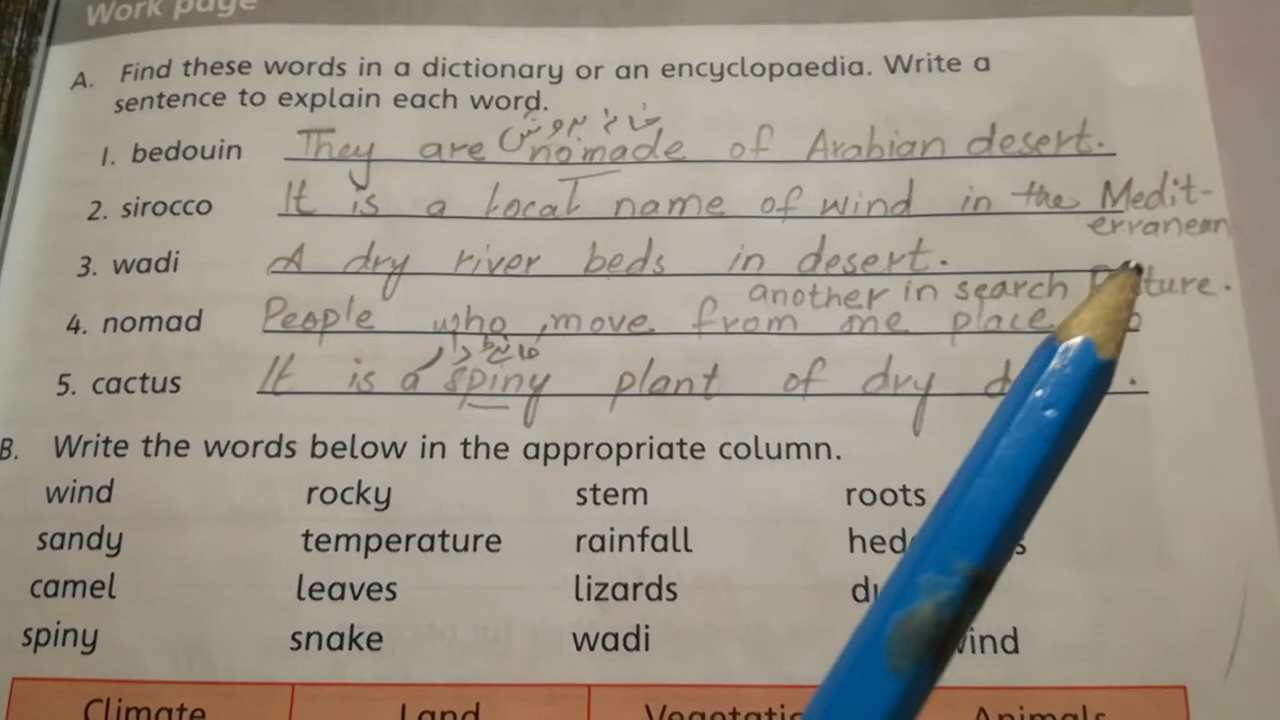 Work page
A. Find these words in a dictionary or an encyclopaedia. Write a
sentence to explain each word.
خانہ بدوش
1. bedouin They are nomade of Arabian desert.
2. sirocco It is a local name of wind in the Medit-
erranean
3. wadi A dry river beds in desert.
another in search
4. nomad People who move from one place
5. cactus It is a spiny plant of dry
B. Write the words below in the appropriate column.
wind rocky stem roots
sandy temperature rainfall
camel leaves lizards
spiny snake wadi
Climate Land